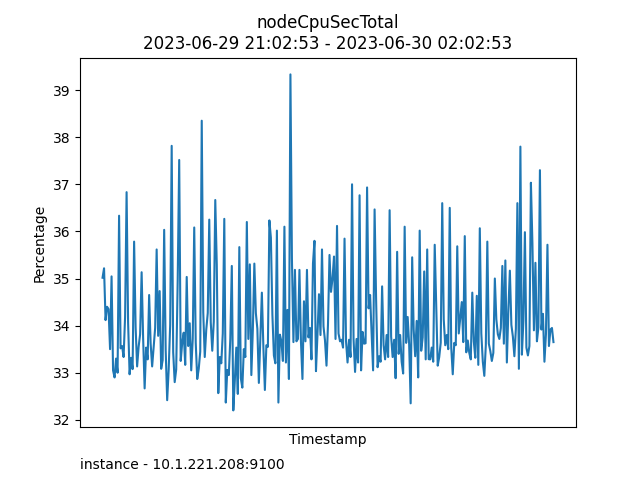 nodeCpuSecTotal
2023-06-29 21:02:53 - 2023-06-30 02:02:53
39
38
37
36
35
34
33
32
Percentage
Timestamp
instance - 10.1.221.208:9100